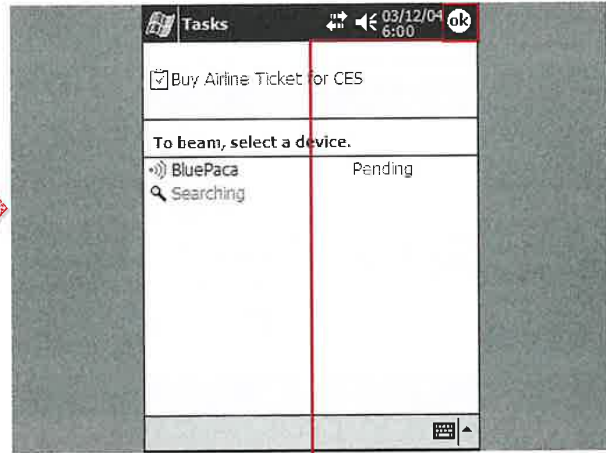 Tasks
03/12/04
6:00
ok
Buy Airline Ticket for CES
To beam, select a device.
BluePaca
Pending
Searching